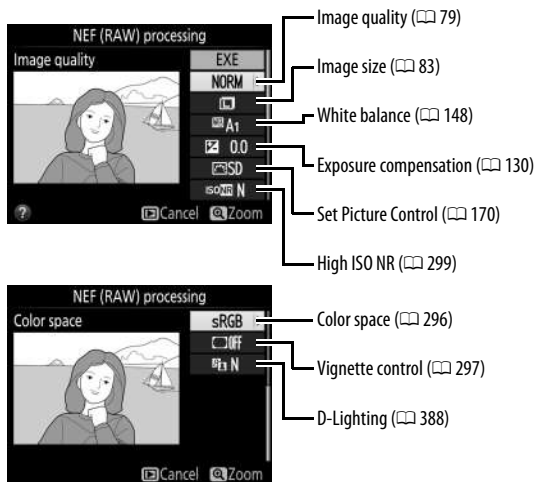 NEF (RAW) processing
Image quality
EXE
NORM
L
A1
0.0
SD
ISO NR N
? Cancel Zoom
Image quality (79)
Image size (83)
White balance (148)
Exposure compensation (130)
Set Picture Control (170)
High ISO NR (299)
NEF (RAW) processing
Color space
sRGB
OFF
N
Cancel Zoom
Color space (296)
Vignette control (297)
D-Lighting (388)